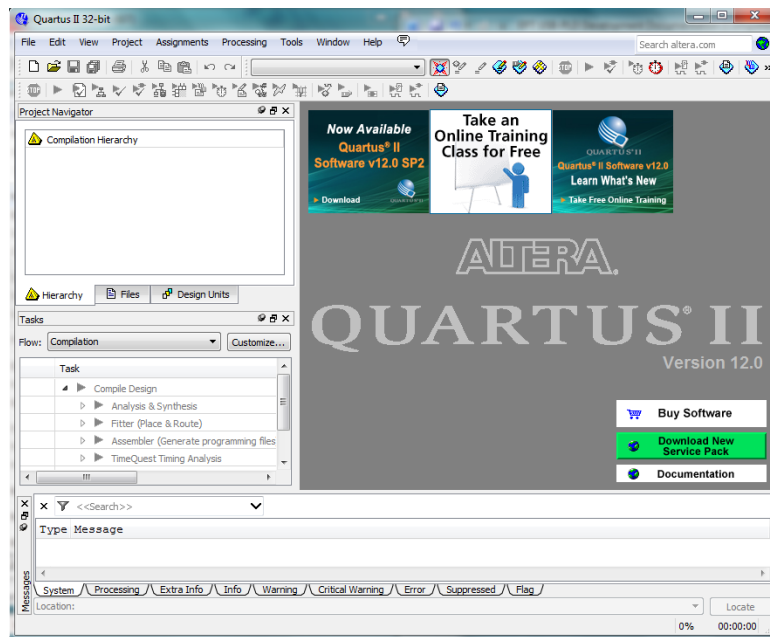 Quartus II 32-bit
File Edit View Project Assignments Processing Tools Window Help
Search altera.com
Project Navigator
Compilation Hierarchy
Hierarchy Files Design Units
Tasks
Flow: Compilation Customize...
Task
Compile Design
Analysis & Synthesis
Fitter (Place & Route)
Assembler (Generate programming files
TimeQuest Timing Analysis
Now Available
Quartus® II
Software v12.0 SP2
Download
Take an
Online Training
Class for Free
QUARTUS® II
Quartus® II Software v12.0
Learn What's New
Take Free Online Training
ALTERA.
QUARTUS® II
Version 12.0
Buy Software
Download New
Service Pack
Documentation
<<Search>>
Type Message
Messages
System Processing Extra Info Info Warning Critical Warning Error Suppressed Flag
Location: Locate
0% 00:00:00